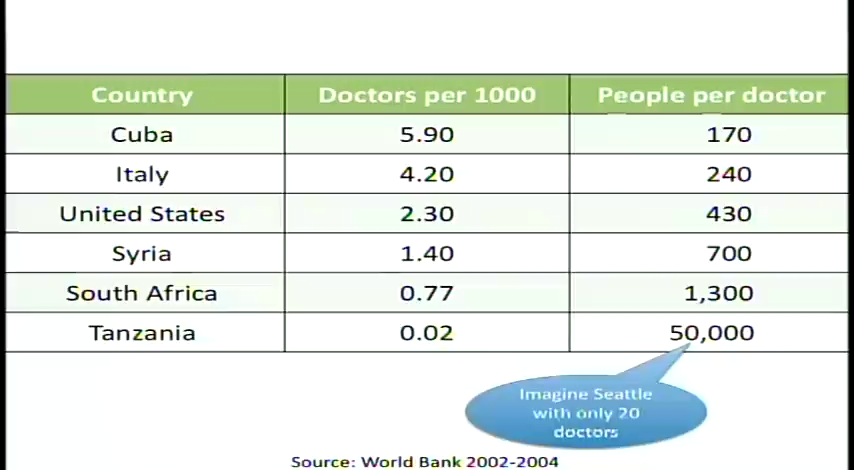 Country Doctors per 1000 People per doctor
Cuba 5.90 170
Italy 4.20 240
United States 2.30 430
Syria 1.40 700
South Africa 0.77 1,300
Tanzania 0.02 50,000
Imagine Seattle
with only 20
doctors
Source: World Bank 2002-2004